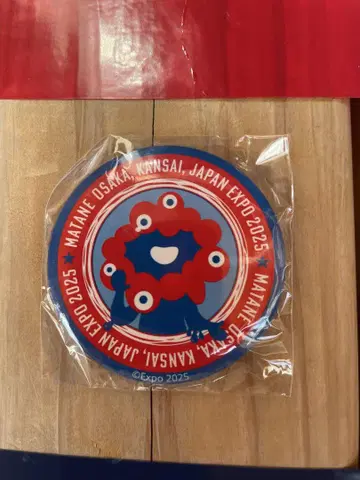 ★ MATANE OSAKA, KANSAI, JAPAN EXPO 2025
★ MATANE OSAKA, KANSAI, JAPAN EXPO 2025
©Expo 2025